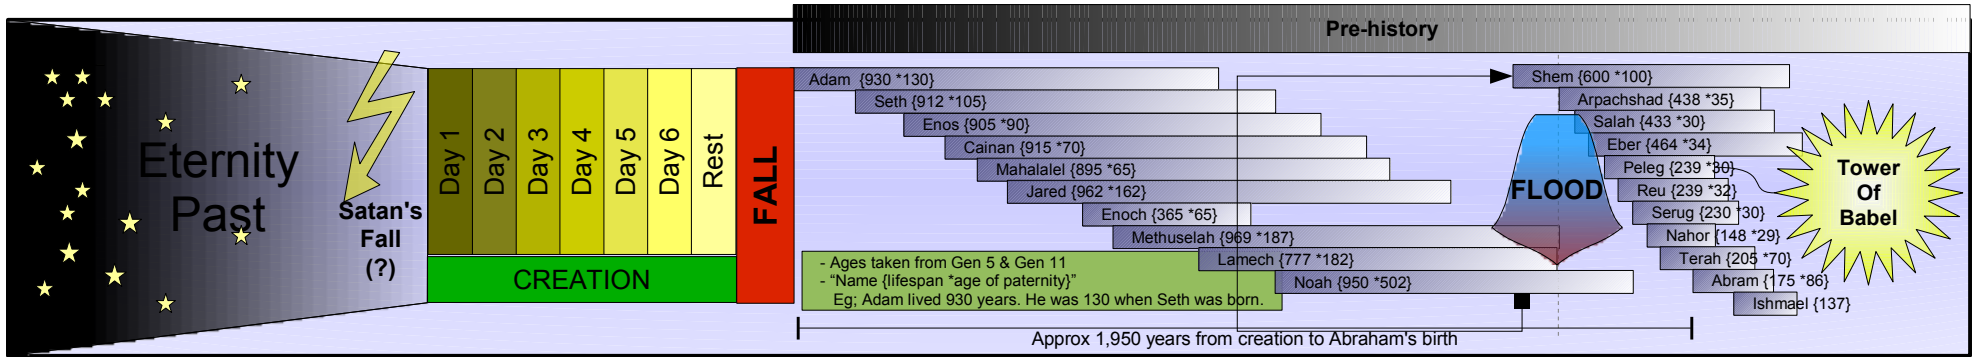 Pre-history
Eternity
Past
Satan's
Fall
(?)
Day 1
Day 2
Day 3
Day 4
Day 5
Day 6
Rest
CREATION
FALL
Adam {930 *130}
Seth {912 *105}
Enos {905 *90}
Cainan {915 *70}
Mahalalel {895 *65}
Jared {962 *162}
Enoch {365 *65}
Methuselah {969 *187}
Lamech {777 *182}
Noah {950 *502}
- Ages taken from Gen 5 & Gen 11
- “Name {lifespan *age of paternity}”
Eg; Adam lived 930 years. He was 130 when Seth was born.
FLOOD
Shem {600 *100}
Arpachshad {438 *35}
Salah {433 *30}
Eber {464 *34}
Peleg {239 *30}
Reu {239 *32}
Serug {230 *30}
Nahor {148 *29}
Terah {205 *70}
Abram {175 *86}
Ishmael {137}
Tower
Of
Babel
Approx 1,950 years from creation to Abraham's birth